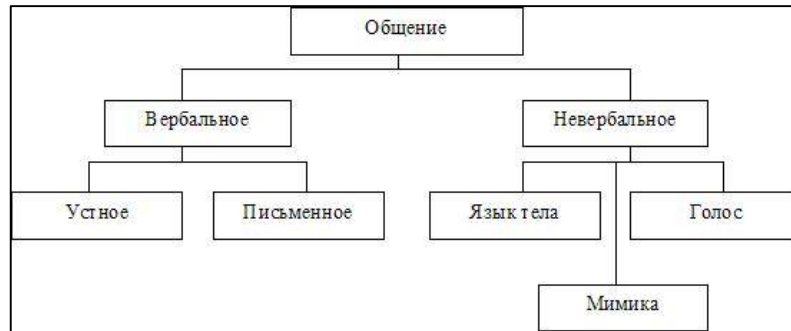 Общение
Вербальное
Невербальное
Устное
Письменное
Язык тела
Голос
Мимика